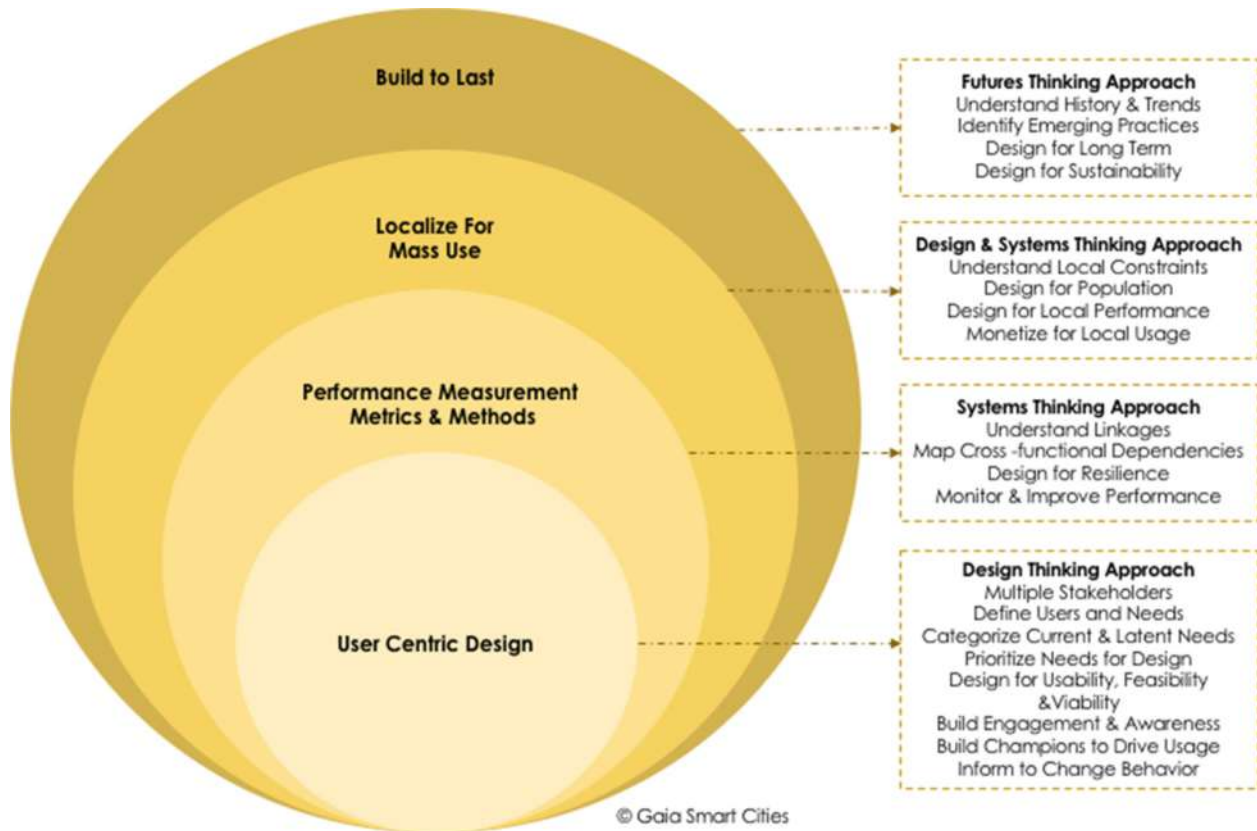 Build to Last
Localize For
Mass Use
Performance Measurement
Metrics & Methods
User Centric Design
Futures Thinking Approach
Understand History & Trends
Identify Emerging Practices
Design for Long Term
Design for Sustainability
Design & Systems Thinking Approach
Understand Local Constraints
Design for Population
Design for Local Performance
Monetize for Local Usage
Systems Thinking Approach
Understand Linkages
Map Cross -functional Dependencies
Design for Resilience
Monitor & Improve Performance
Design Thinking Approach
Multiple Stakeholders
Define Users and Needs
Categorize Current & Latent Needs
Prioritize Needs for Design
Design for Usability, Feasibility
&Viability
Build Engagement & Awareness
Build Champions to Drive Usage
Inform to Change Behavior
© Gaia Smart Cities